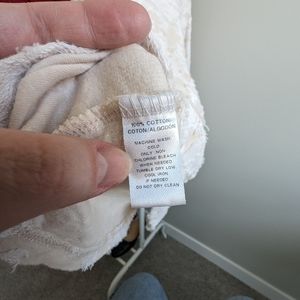 100% COTTON/
COTON/ALGODÓN
MACHINE WASH
COLD
ONLY NON
CHLORINE BLEACH
WHEN NEEDED
TUMBLE DRY LOW
COOL IRON
IF NEEDED
DO NOT DRY CLEAN